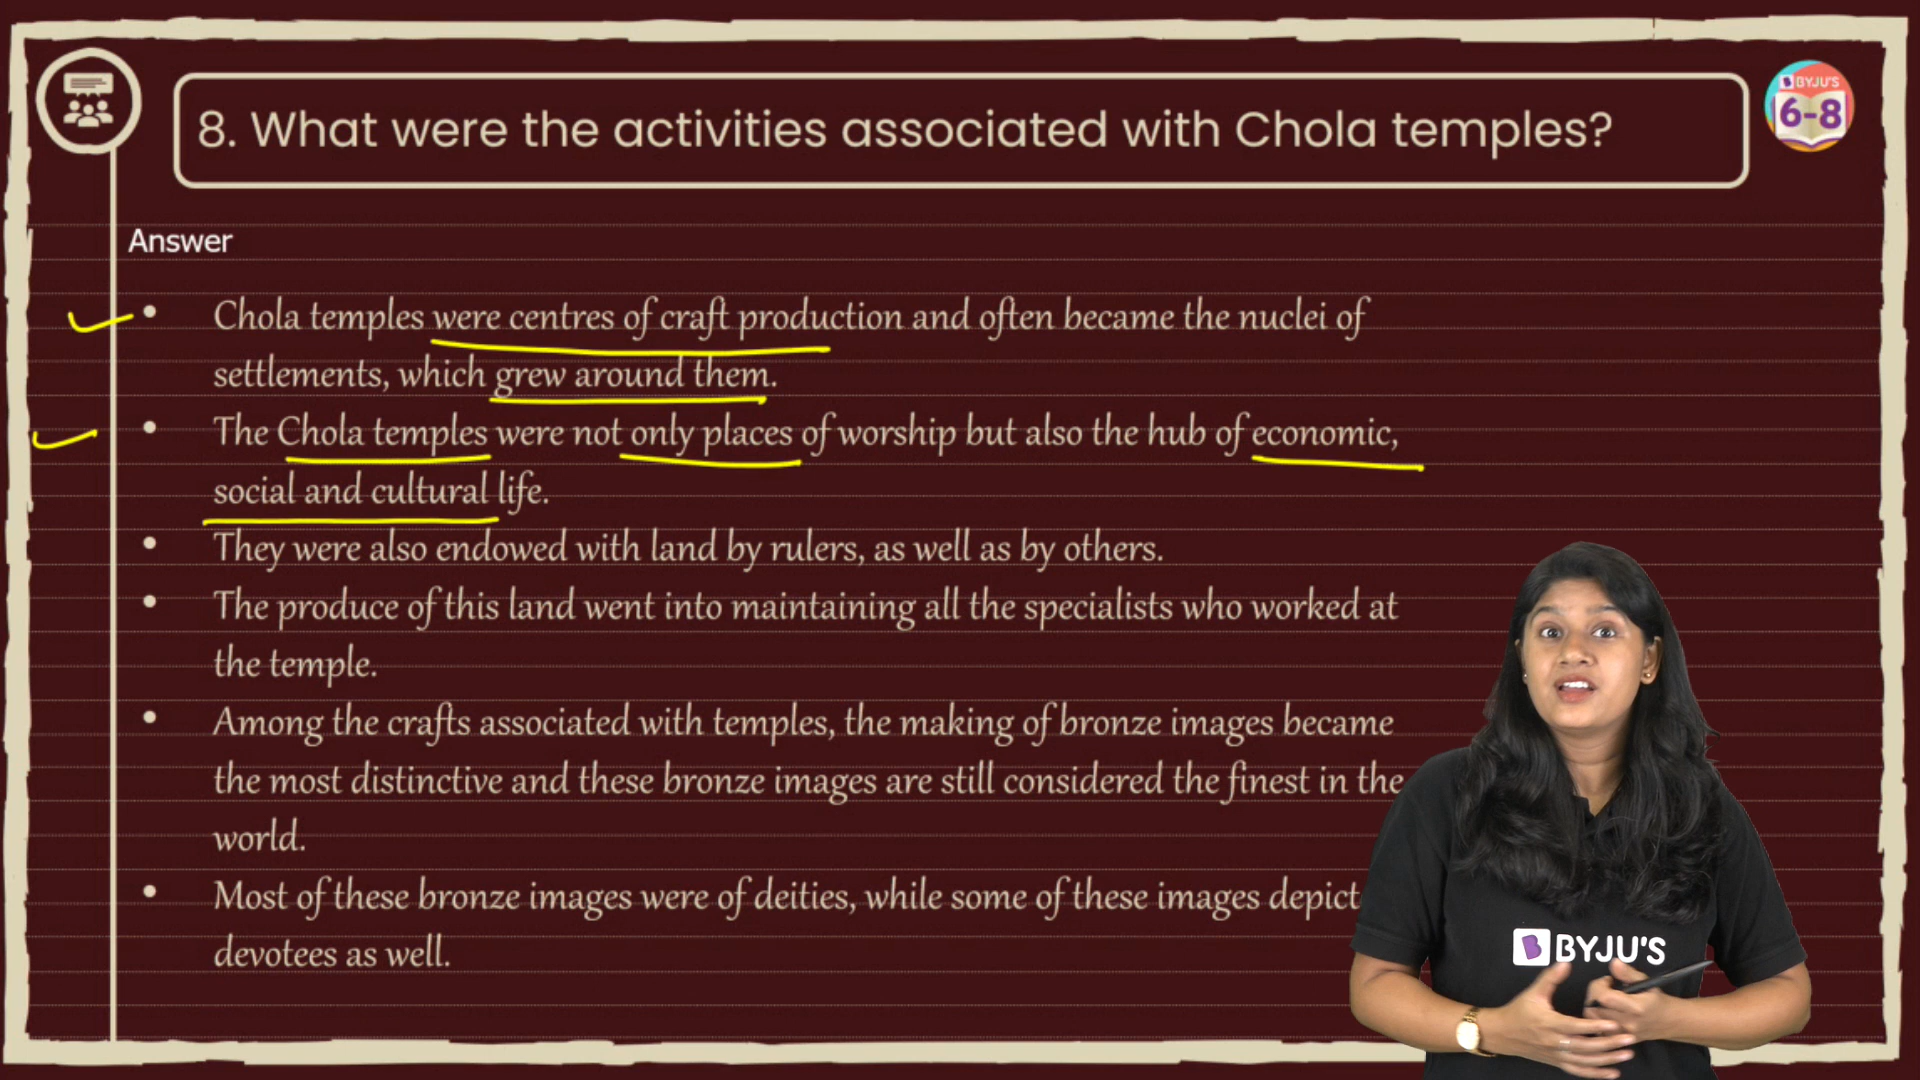 8. What were the activities associated with Chola temples?
BYJU'S
6-8
Answer
• Chola temples were centres of craft production and often became the nuclei of
settlements, which grew around them.
• The Chola temples were not only places of worship but also the hub of economic,
social and cultural life.
• They were also endowed with land by rulers, as well as by others.
• The produce of this land went into maintaining all the specialists who worked at
the temple.
• Among the crafts associated with temples, the making of bronze images became
the most distinctive and these bronze images are still considered the finest in the
world.
• Most of these bronze images were of deities, while some of these images depict
devotees as well.
BYJU'S